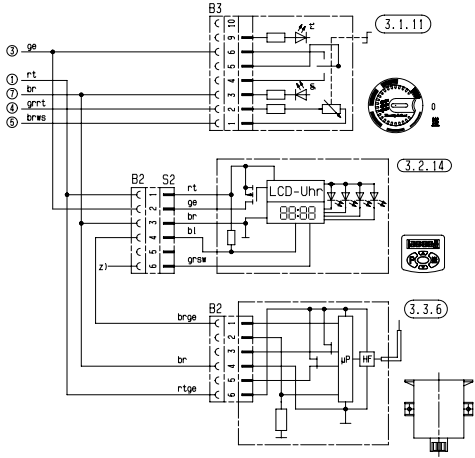 B3
10
3.1.11
9
③ ge
6
5
① rt
4
⑦ br
3
④ grrt
2
⑤ brws
1
3.2.14
B2 S2
1 rt
LCD-Uhr
2 ge
88:88
3 br
4 bl
5
z) 6 grsw
B2
3.3.6
brge 1
2
3
µP HF
br 4
5
rtge 6